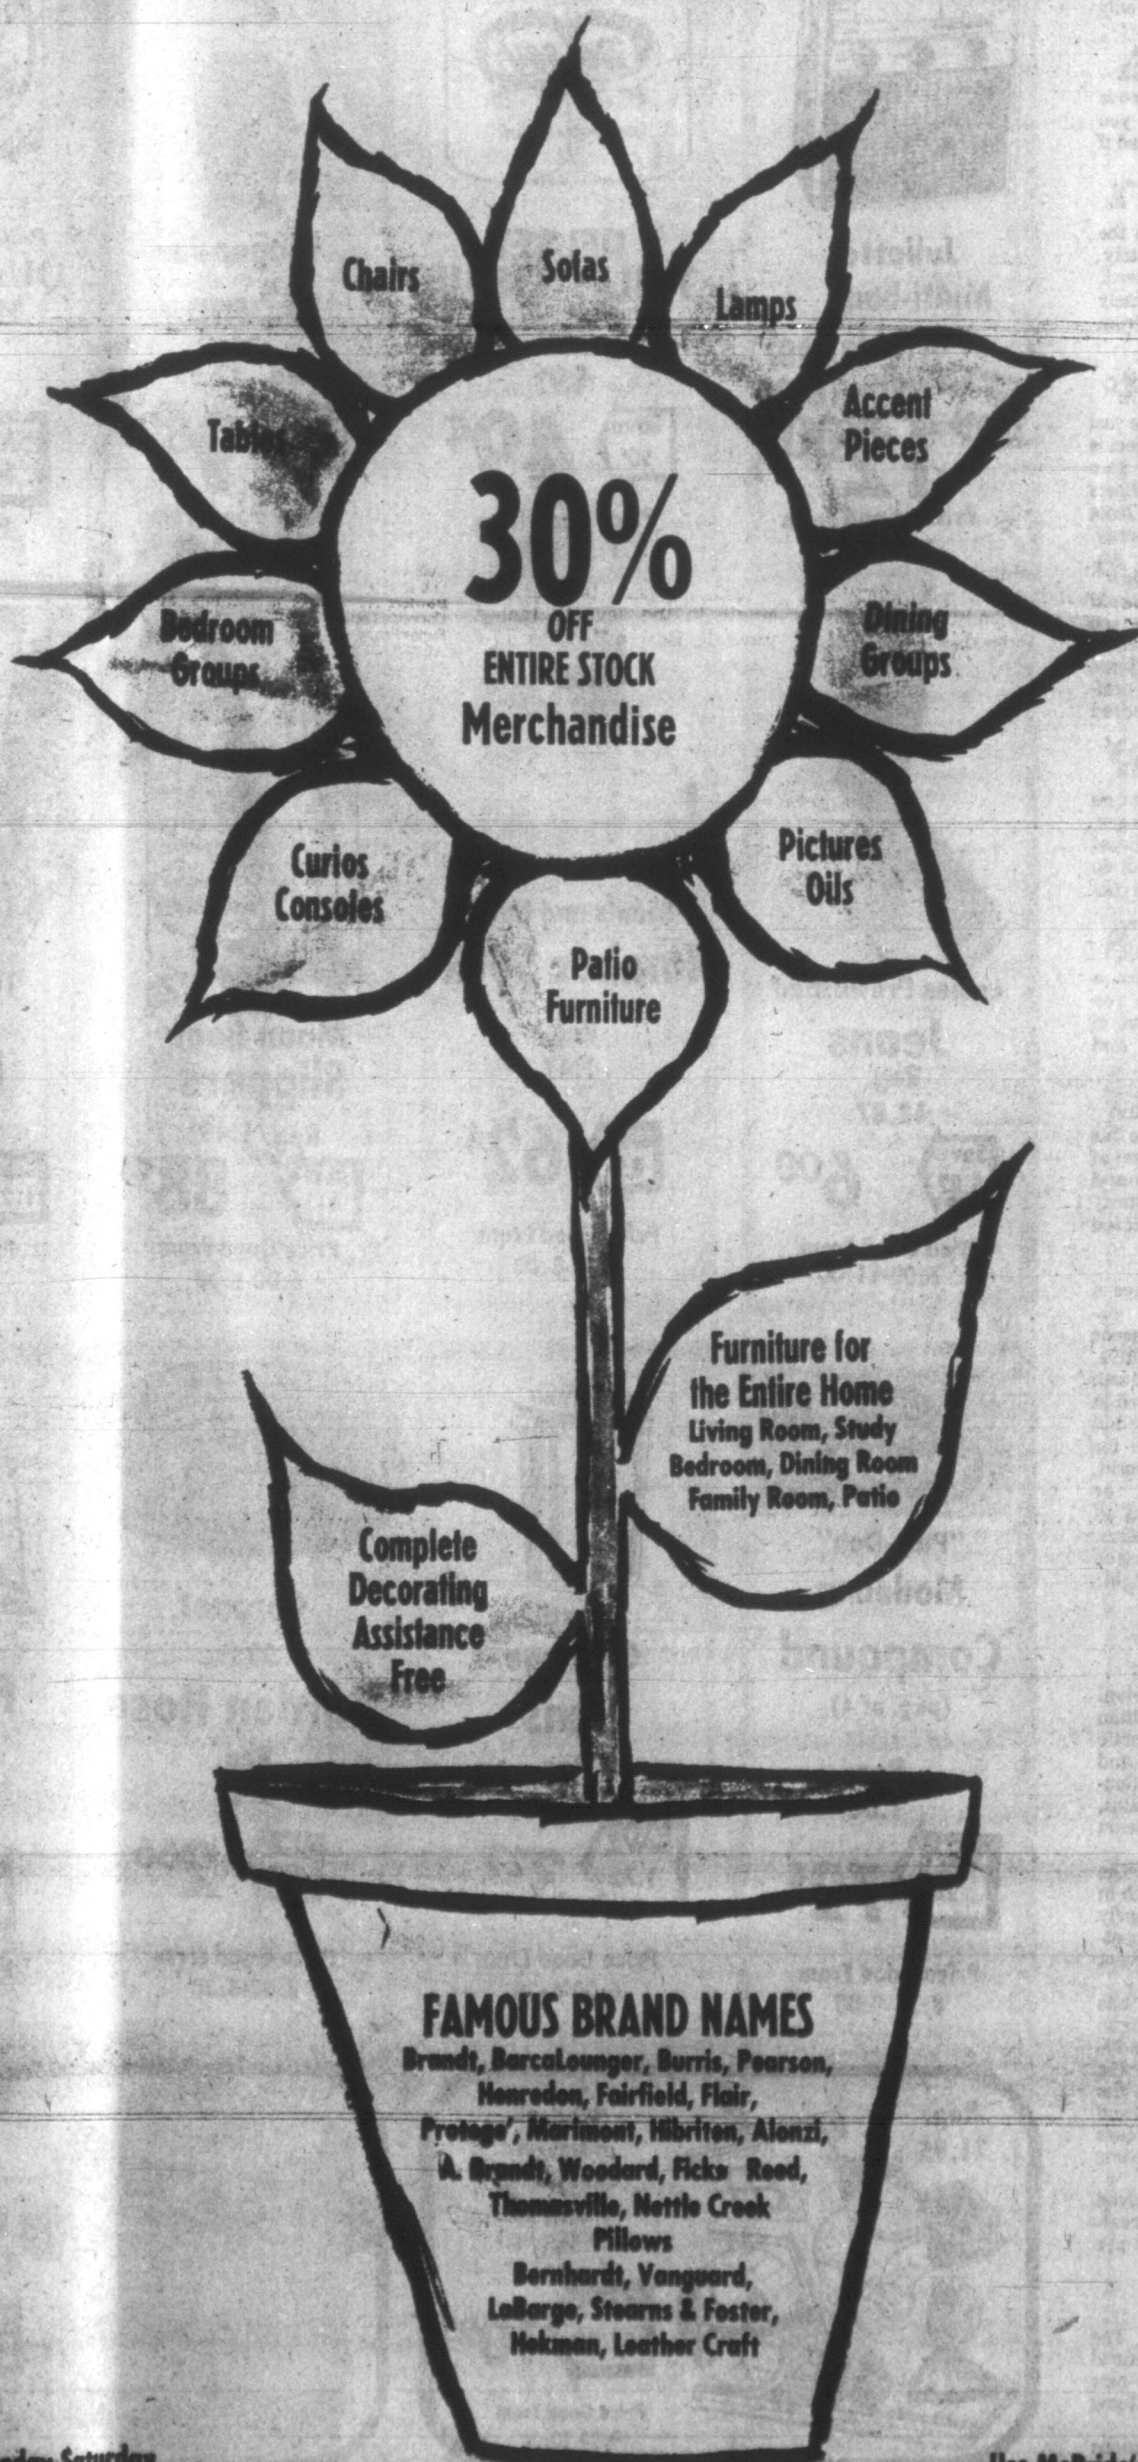 Sofas
Chairs
Lamps
Tables
Accent
Pieces
30%
OFF
ENTIRE STOCK
Merchandise
Bedroom
Groups
Dining
Groups
Curios
Consoles
Pictures
Oils
Patio
Furniture
Furniture for
the Entire Home
Living Room, Study
Bedroom, Dining Room
Family Room, Patio
Complete
Decorating
Assistance
Free
FAMOUS BRAND NAMES
Brandt, BarcaLounger, Burris, Pearson,
Henredon, Fairfield, Flair,
Protege', Marimont, Hibriten, Alonzi,
A. Brandt, Woodard, Ficks Reed,
Thomasville, Nettle Creek
Pillows
Bernhardt, Vanguard,
LaBarge, Stearns & Foster,
Hekman, Leather Craft
Saturday